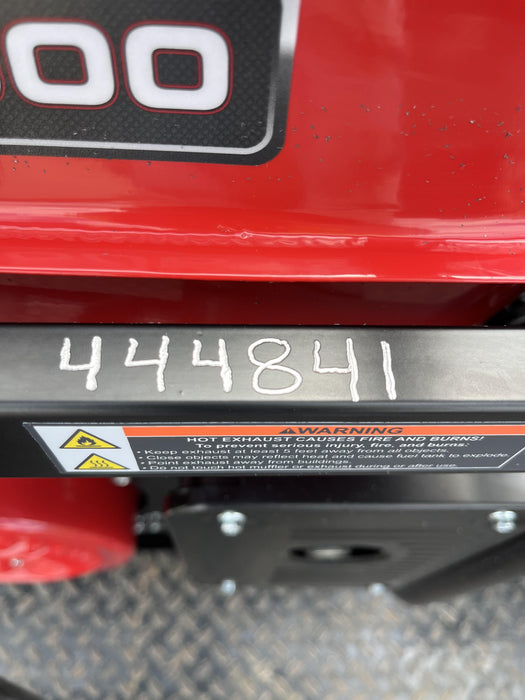 500
444841
WARNING
HOT EXHAUST CAUSES FIRE AND BURNS!
To prevent serious injury, fire, and burns:
• Keep exhaust at least 5 feet away from all objects.
• Close objects may reflect heat and cause fuel tank to explode
• Point exhaust away from buildings.
• Do not touch hot muffler or exhaust during or after use.